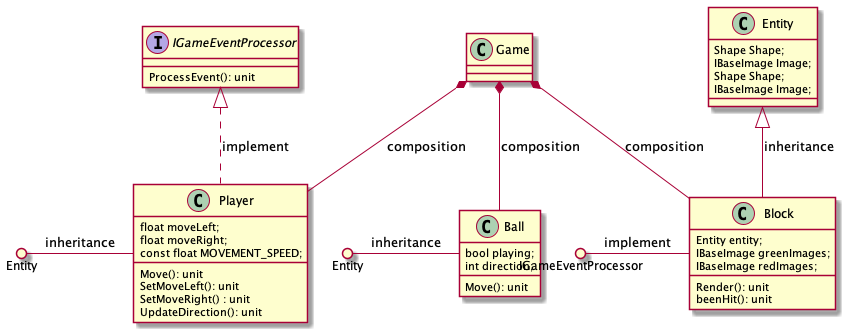 I IGameEventProcessor
ProcessEvent(): unit
C Game
C Entity
Shape Shape;
IBaseImage Image;
Shape Shape;
IBaseImage Image;
implement
composition
composition
composition
inheritance
C Player
float moveLeft;
float moveRight;
const float MOVEMENT_SPEED;
Move(): unit
SetMoveLeft(): unit
SetMoveRight() : unit
UpdateDirection(): unit
inheritance
Entity
C Ball
bool playing;
int direction;
Move(): unit
inheritance
Entity
C Block
Entity entity;
IBaseImage greenImages;
IBaseImage redImages;
Render(): unit
beenHit(): unit
implement
IGameEventProcessor